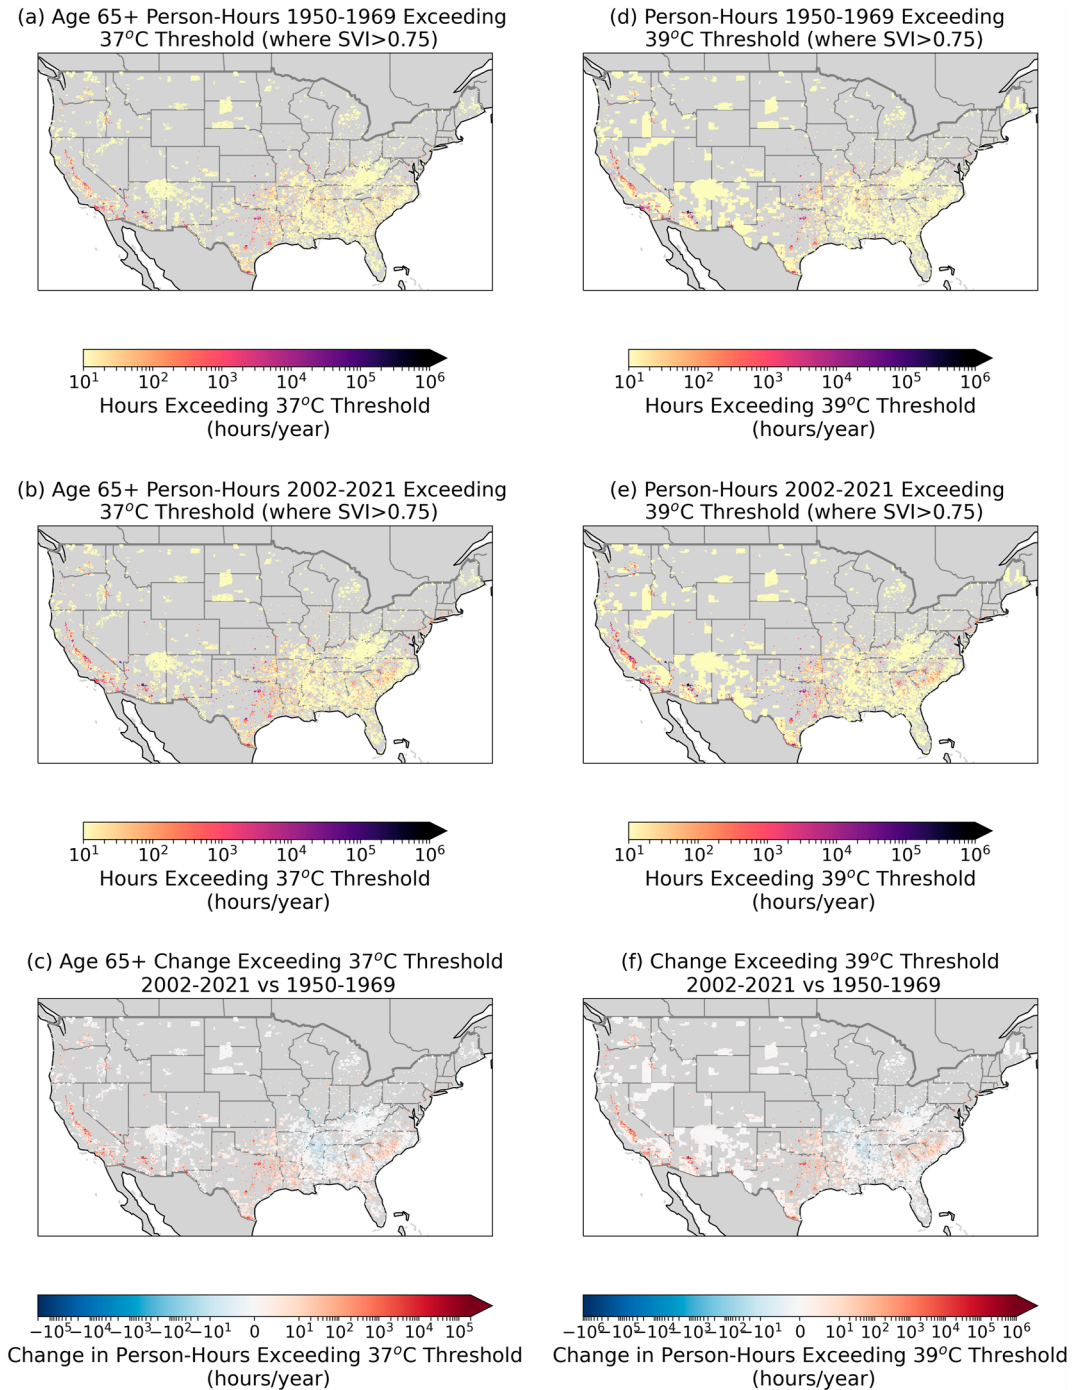 (a) Age 65+ Person-Hours 1950-1969 Exceeding
37°C Threshold (where SVI>0.75)
10¹ 10² 10³ 10⁴ 10⁵ 10⁶
Hours Exceeding 37°C Threshold
(hours/year)
(d) Person-Hours 1950-1969 Exceeding
39°C Threshold (where SVI>0.75)
10¹ 10² 10³ 10⁴ 10⁵ 10⁶
Hours Exceeding 39°C Threshold
(hours/year)
(b) Age 65+ Person-Hours 2002-2021 Exceeding
37°C Threshold (where SVI>0.75)
10¹ 10² 10³ 10⁴ 10⁵ 10⁶
Hours Exceeding 37°C Threshold
(hours/year)
(e) Person-Hours 2002-2021 Exceeding
39°C Threshold (where SVI>0.75)
10¹ 10² 10³ 10⁴ 10⁵ 10⁶
Hours Exceeding 39°C Threshold
(hours/year)
(c) Age 65+ Change Exceeding 37°C Threshold
2002-2021 vs 1950-1969
−10⁵ −10⁴ −10³ −10² −10¹ 0 10¹ 10² 10³ 10⁴ 10⁵
Change in Person-Hours Exceeding 37°C Threshold
(hours/year)
(f) Change Exceeding 39°C Threshold
2002-2021 vs 1950-1969
−10⁶ −10⁵ −10⁴ −10³ −10² −10¹ 0 10¹ 10² 10³ 10⁴ 10⁵ 10⁶
Change in Person-Hours Exceeding 39°C Threshold
(hours/year)